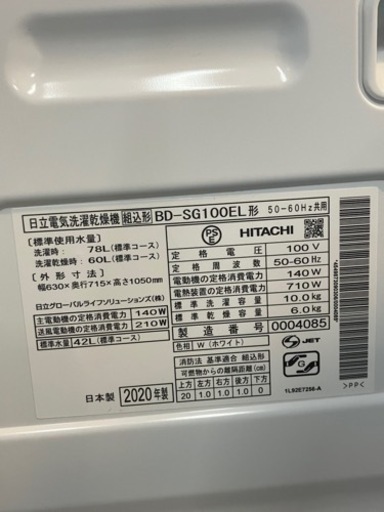 日立電気洗濯乾燥機 組込形 BD-SG100EL形 50-60Hz共用
[標準使用水量]
洗濯時: 78L(標準コース)
洗濯乾燥時: 60L(標準コース)
[外形寸法]
幅630×奥行715×高さ1050mm
日立グローバルライフソリューションズ(株)
主電動機の定格消費電力 140W
送風電動機の定格消費電力 210W
標準水量 42L(標準コース)
日本製 2020年製
PSE HITACHI
定格電圧 100V
定格周波数 50-60Hz
電動機の定格消費電力 140W
電熱装置の定格消費電力 710W
標準洗濯容量 10.0kg
標準乾燥容量 6.0kg
製造番号 0004085
色相 W(ホワイト)
消防法 基準適合 組込形
可燃物からの離隔距離(cm)
上方 左方 右方 前方 後方 下方
20 1.0 1.0 1.0 1.0 0
S JET
G
1L92E7256-A
>PP<